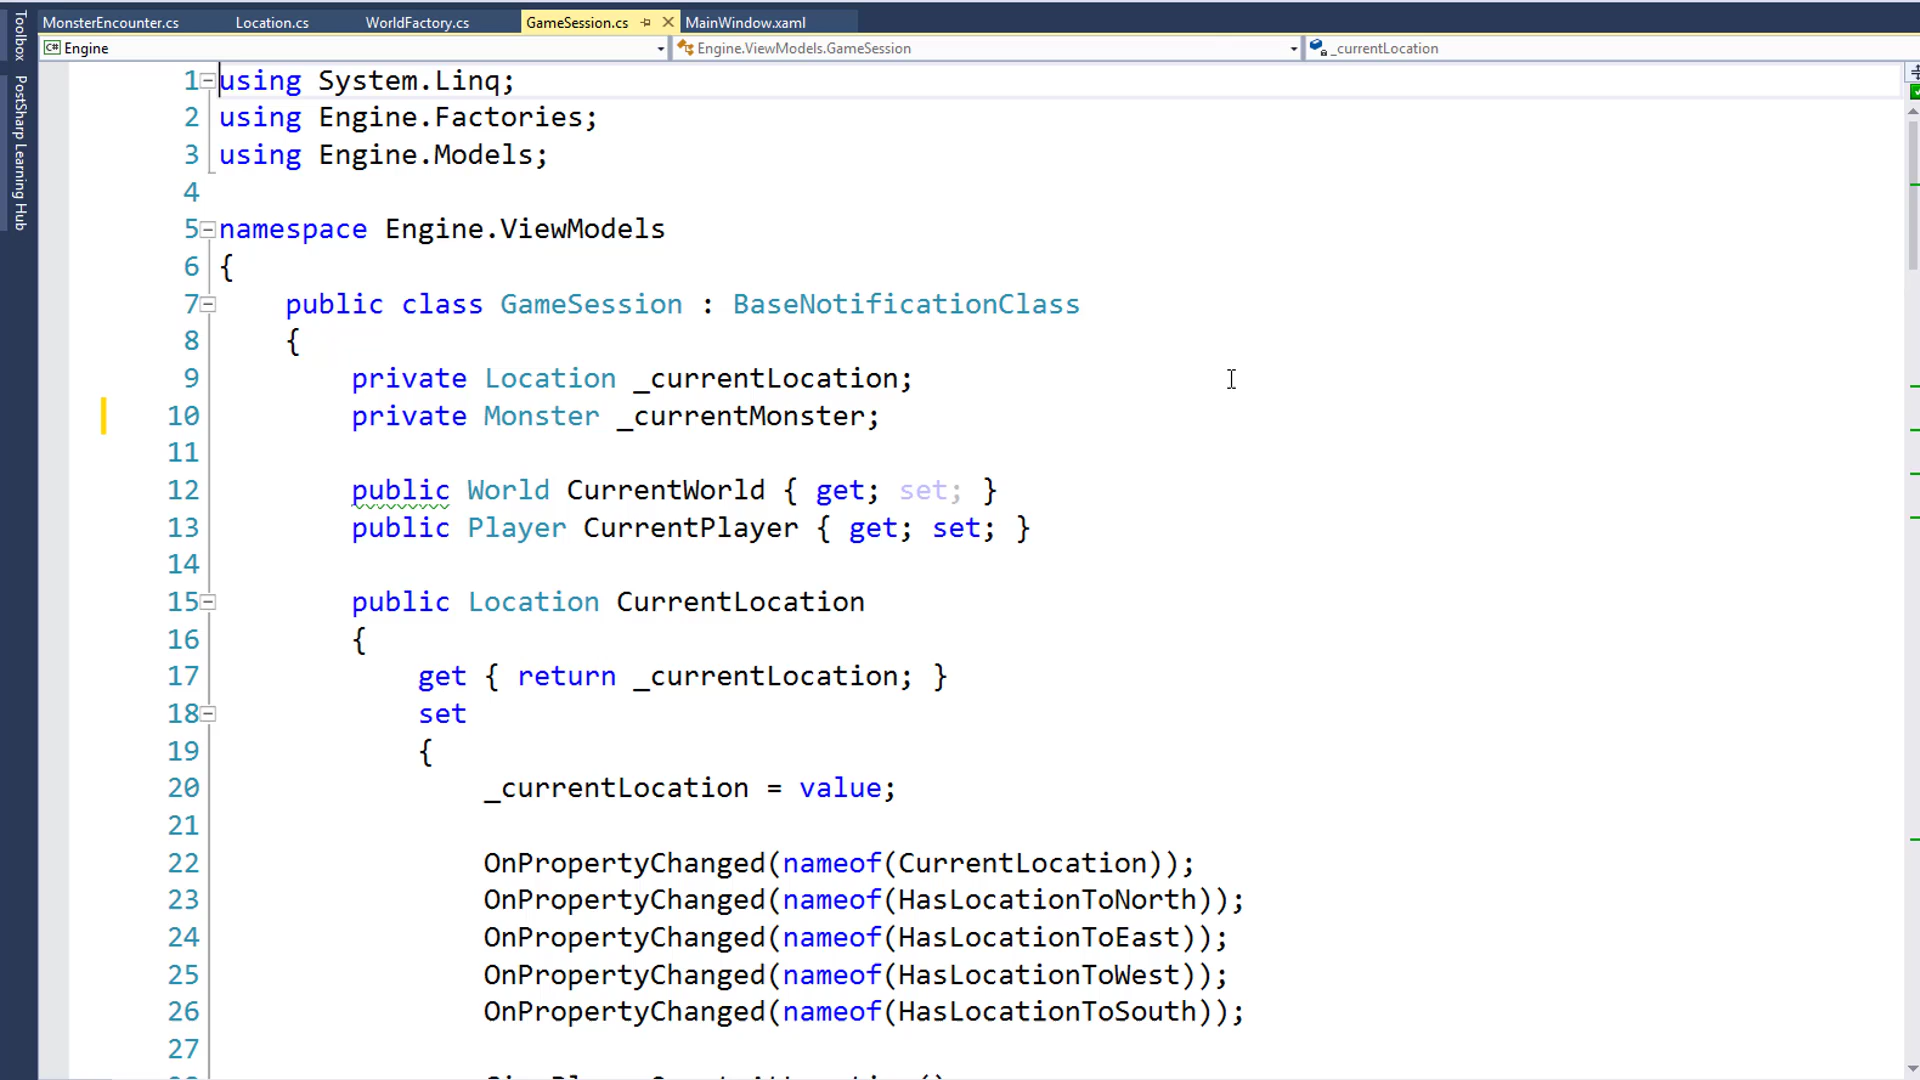 MonsterEncounter.cs Location.cs WorldFactory.cs GameSession.cs MainWindow.xaml
Toolbox
PostSharp Learning Hub
C# Engine Engine.ViewModels.GameSession _currentLocation
1 using System.Linq;
2 using Engine.Factories;
3 using Engine.Models;
4
5 namespace Engine.ViewModels
6 {
7 public class GameSession : BaseNotificationClass
8 {
9 private Location _currentLocation;
10 private Monster _currentMonster;
11
12 public World CurrentWorld { get; set; }
13 public Player CurrentPlayer { get; set; }
14
15 public Location CurrentLocation
16 {
17 get { return _currentLocation; }
18 set
19 {
20 _currentLocation = value;
21
22 OnPropertyChanged(nameof(CurrentLocation));
23 OnPropertyChanged(nameof(HasLocationToNorth));
24 OnPropertyChanged(nameof(HasLocationToEast));
25 OnPropertyChanged(nameof(HasLocationToWest));
26 OnPropertyChanged(nameof(HasLocationToSouth));
27